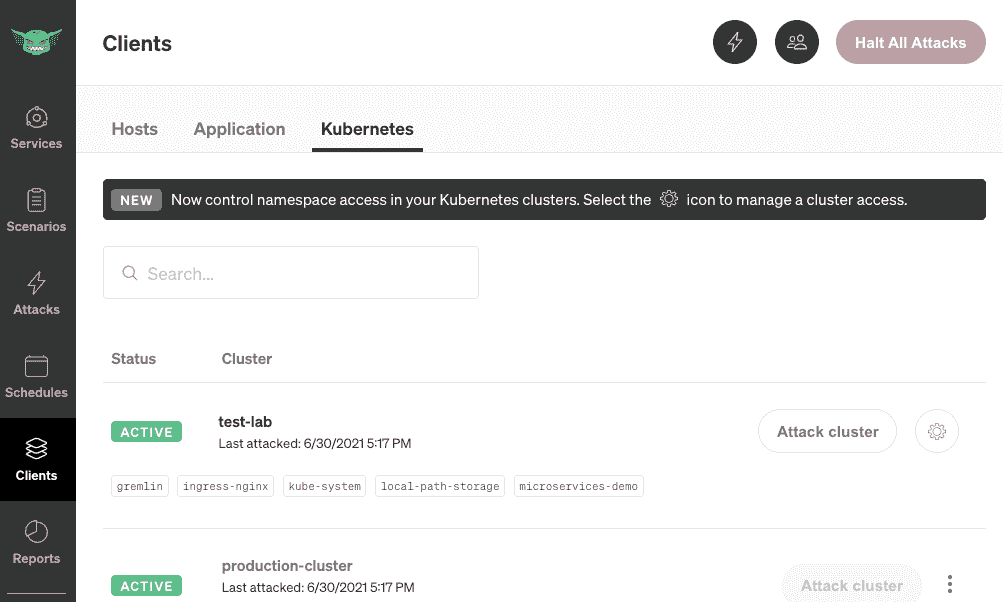 Clients
Halt All Attacks
Services
Scenarios
Attacks
Schedules
Clients
Reports
Hosts Application Kubernetes
NEW Now control namespace access in your Kubernetes clusters. Select the icon to manage a cluster access.
Search...
Status Cluster
ACTIVE test-lab Attack cluster
Last attacked: 6/30/2021 5:17 PM
gremlin ingress-nginx kube-system local-path-storage microservices-demo
ACTIVE production-cluster Attack cluster
Last attacked: 6/30/2021 5:17 PM